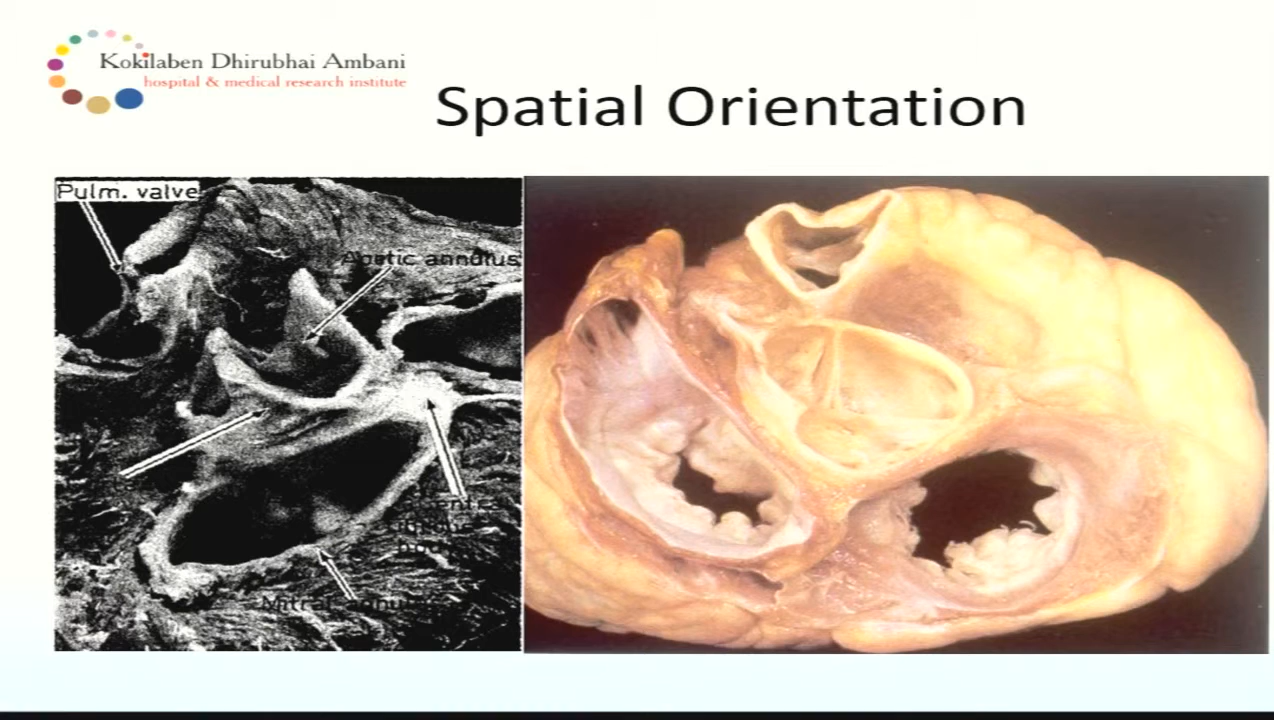 Kokilaben Dhirubhai Ambani
hospital & medical research institute
Spatial Orientation
Pulm. valve
Aortic annulus
Mitral annulus